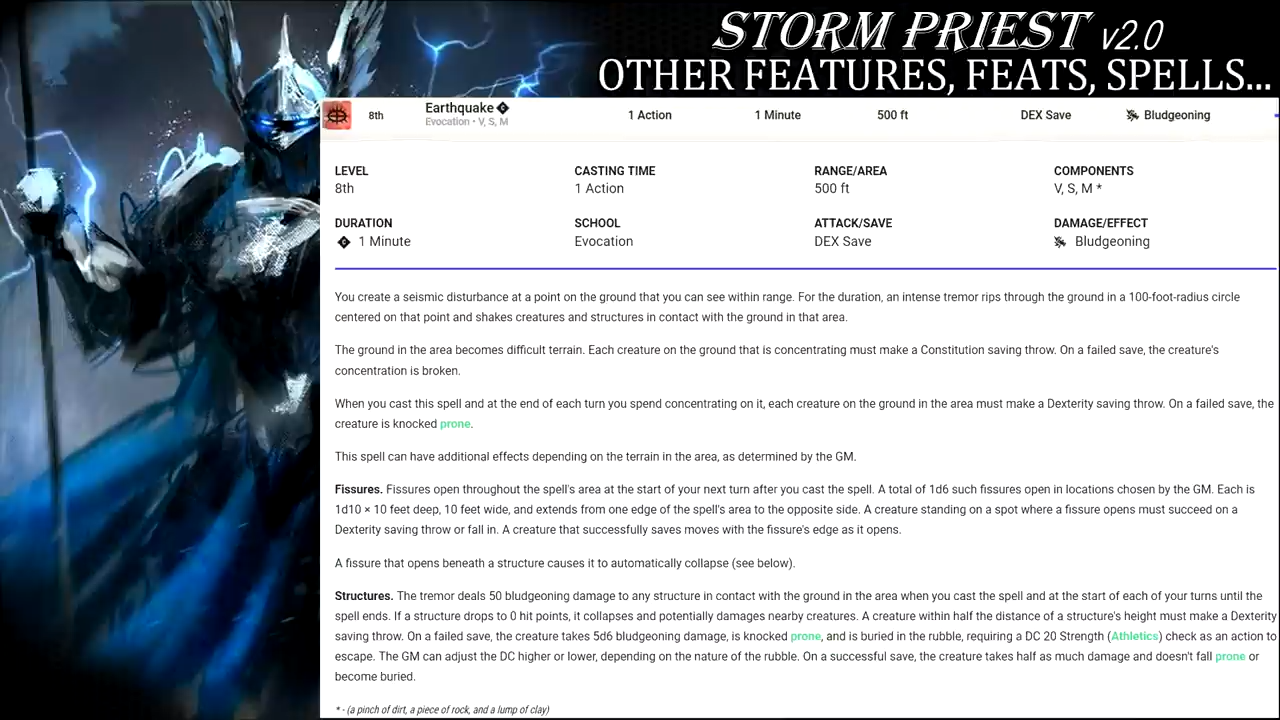 STORM PRIEST v2.0
OTHER FEATURES, FEATS, SPELLS...
8th Earthquake 1 Action 1 Minute 500 ft DEX Save Bludgeoning
Evocation • V, S, M
LEVEL CASTING TIME RANGE/AREA COMPONENTS
8th 1 Action 500 ft V, S, M *
DURATION SCHOOL ATTACK/SAVE DAMAGE/EFFECT
1 Minute Evocation DEX Save Bludgeoning
You create a seismic disturbance at a point on the ground that you can see within range. For the duration, an intense tremor rips through the ground in a 100-foot-radius circle
centered on that point and shakes creatures and structures in contact with the ground in that area.
The ground in the area becomes difficult terrain. Each creature on the ground that is concentrating must make a Constitution saving throw. On a failed save, the creature's
concentration is broken.
When you cast this spell and at the end of each turn you spend concentrating on it, each creature on the ground in the area must make a Dexterity saving throw. On a failed save, the
creature is knocked prone.
This spell can have additional effects depending on the terrain in the area, as determined by the GM.
Fissures. Fissures open throughout the spell's area at the start of your next turn after you cast the spell. A total of 1d6 such fissures open in locations chosen by the GM. Each is
1d10 × 10 feet deep, 10 feet wide, and extends from one edge of the spell's area to the opposite side. A creature standing on a spot where a fissure opens must succeed on a
Dexterity saving throw or fall in. A creature that successfully saves moves with the fissure's edge as it opens.
A fissure that opens beneath a structure causes it to automatically collapse (see below).
Structures. The tremor deals 50 bludgeoning damage to any structure in contact with the ground in the area when you cast the spell and at the start of each of your turns until the
spell ends. If a structure drops to 0 hit points, it collapses and potentially damages nearby creatures. A creature within half the distance of a structure's height must make a Dexterity
saving throw. On a failed save, the creature takes 5d6 bludgeoning damage, is knocked prone, and is buried in the rubble, requiring a DC 20 Strength (Athletics) check as an action to
escape. The GM can adjust the DC higher or lower, depending on the nature of the rubble. On a successful save, the creature takes half as much damage and doesn't fall prone or
become buried.
* - (a pinch of dirt, a piece of rock, and a lump of clay)